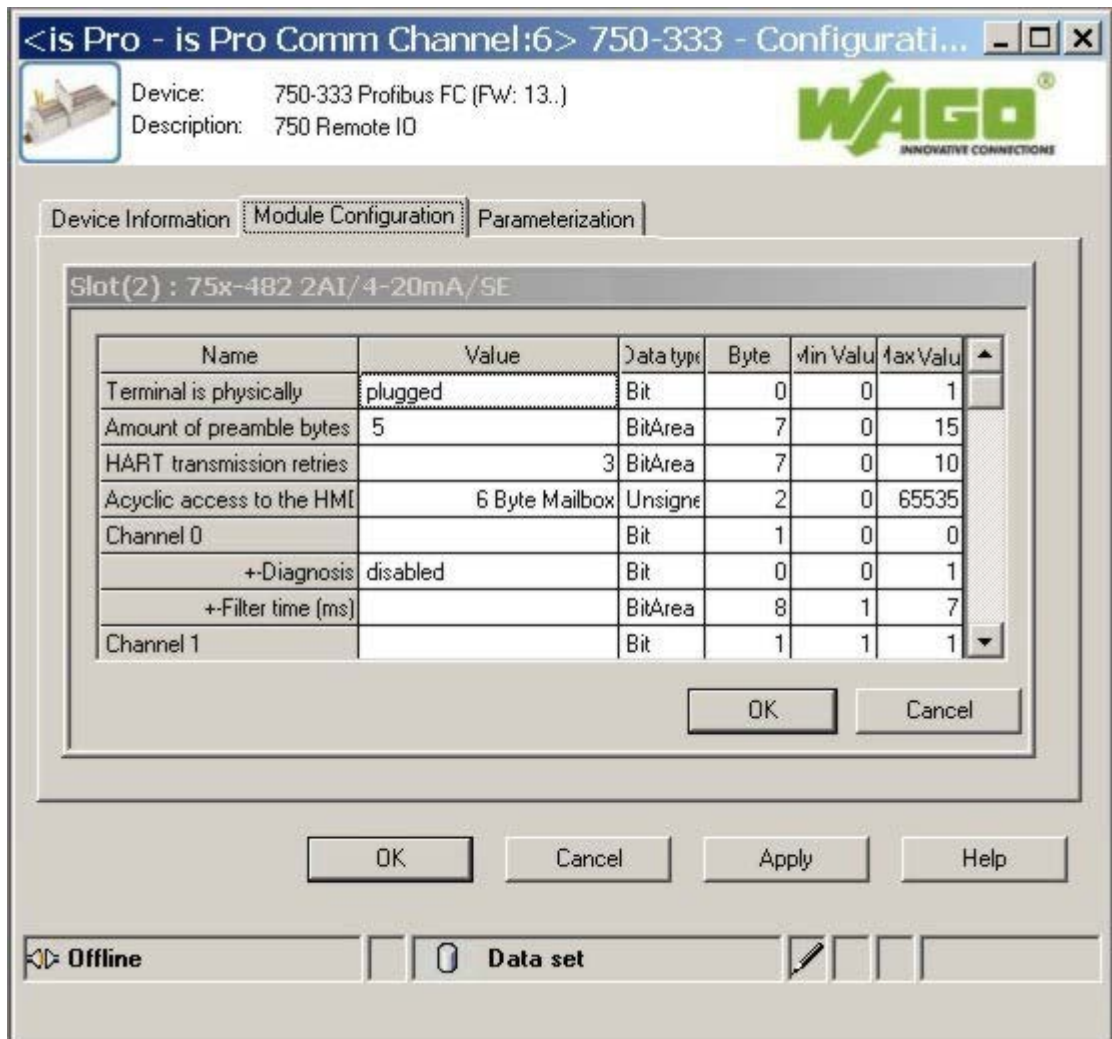 <is Pro - is Pro Comm Channel:6> 750-333 - Configurati...
Device: 750-333 Profibus FC (FW: 13..)
Description: 750 Remote IO
WAGO ®
INNOVATIVE CONNECTIONS
Device Information Module Configuration Parameterization
Slot(2) : 75x-482 2AI/4-20mA/SE
Name Value Data type Byte Min Valu Max Valu
Terminal is physically plugged Bit 0 0 1
Amount of preamble bytes 5 BitArea 7 0 15
HART transmission retries 3 BitArea 7 0 10
Acyclic access to the HMI 6 Byte Mailbox Unsigne 2 0 65535
Channel 0 Bit 1 0 0
+-Diagnosis disabled Bit 0 0 1
+-Filter time (ms) BitArea 8 1 7
Channel 1 Bit 1 1 1
OK Cancel
OK Cancel Apply Help
Offline Data set